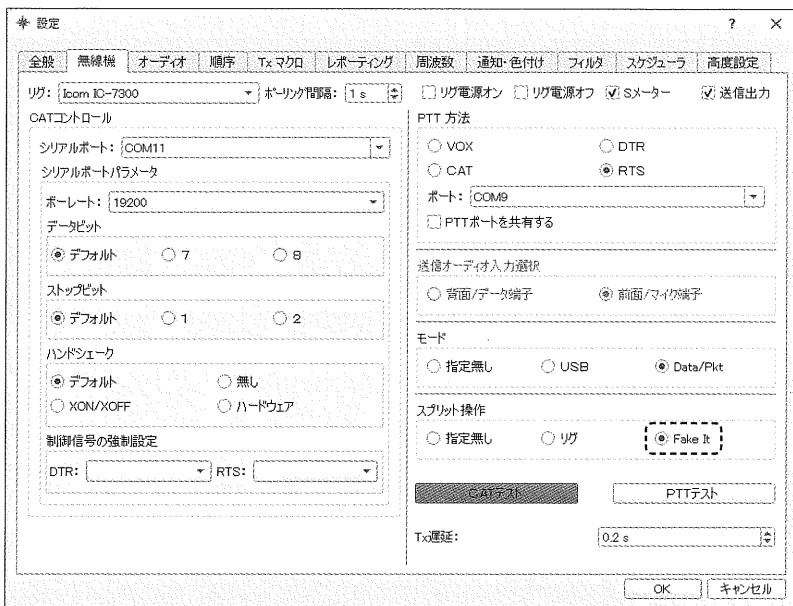 設定 ? ×
全般 無線機 オーディオ 順序 Tx マクロ レポーティング 周波数 通知・色付け フィルタ スケジューラ 高度設定
リグ: Icom IC-7300 ポーリング間隔: 1 s リグ電源オン リグ電源オフ Sメーター 送信出力
CATコントロール
シリアルポート: COM11
シリアルポートパラメータ
ボーレート: 19200
データビット
デフォルト 7 8
ストップビット
デフォルト 1 2
ハンドシェーク
デフォルト 無し
XON/XOFF ハードウェア
制御信号の強制設定
DTR: RTS:
PTT 方法
VOX DTR
CAT RTS
ポート: COM9
PTTポートを共有する
送信オーディオ入力選択
背面/データ端子 前面/マイク端子
モード
指定無し USB Data/Pkt
スプリット操作
指定無し リグ Fake It
CATテスト PTTテスト
Tx遅延: 0.2 s
OK キャンセル